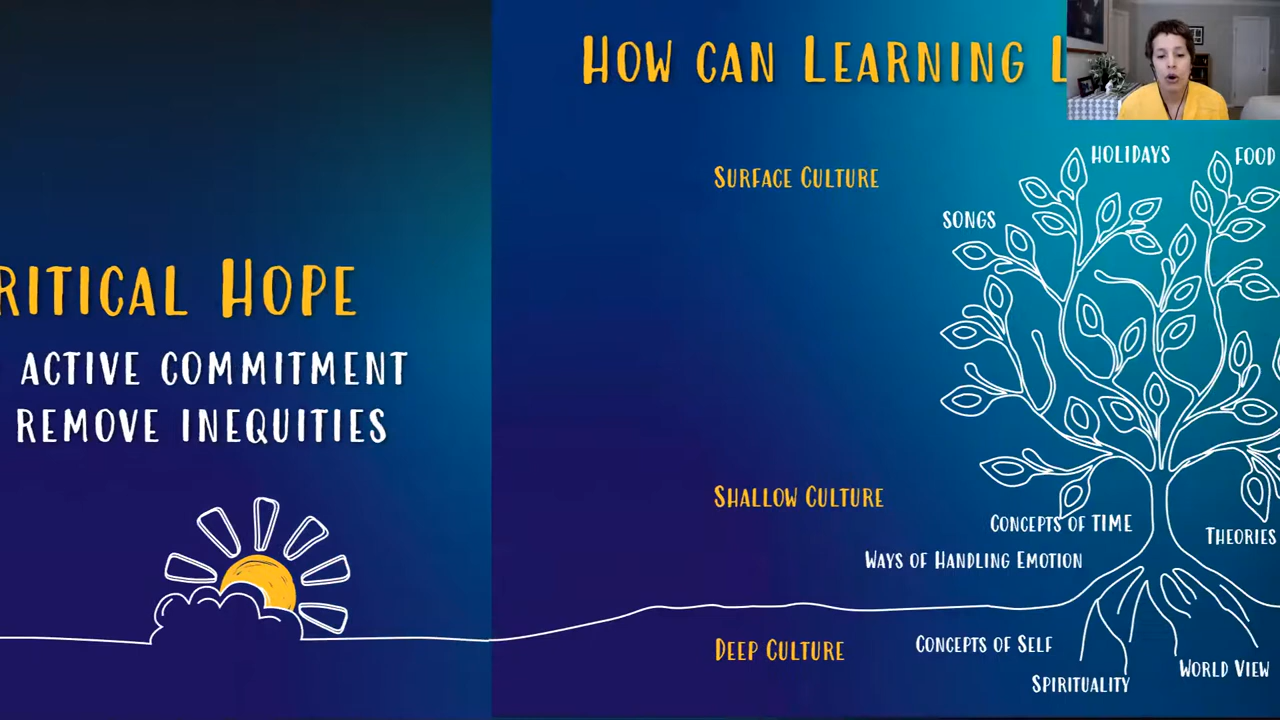 RITICAL HOPE
ACTIVE COMMITMENT
REMOVE INEQUITIES
HOW CAN LEARNING L
SURFACE CULTURE
HOLIDAYS
FOOD
SONGS
SHALLOW CULTURE
CONCEPTS OF TIME
THEORIES
WAYS OF HANDLING EMOTION
DEEP CULTURE
CONCEPTS OF SELF
WORLD VIEW
SPIRITUALITY